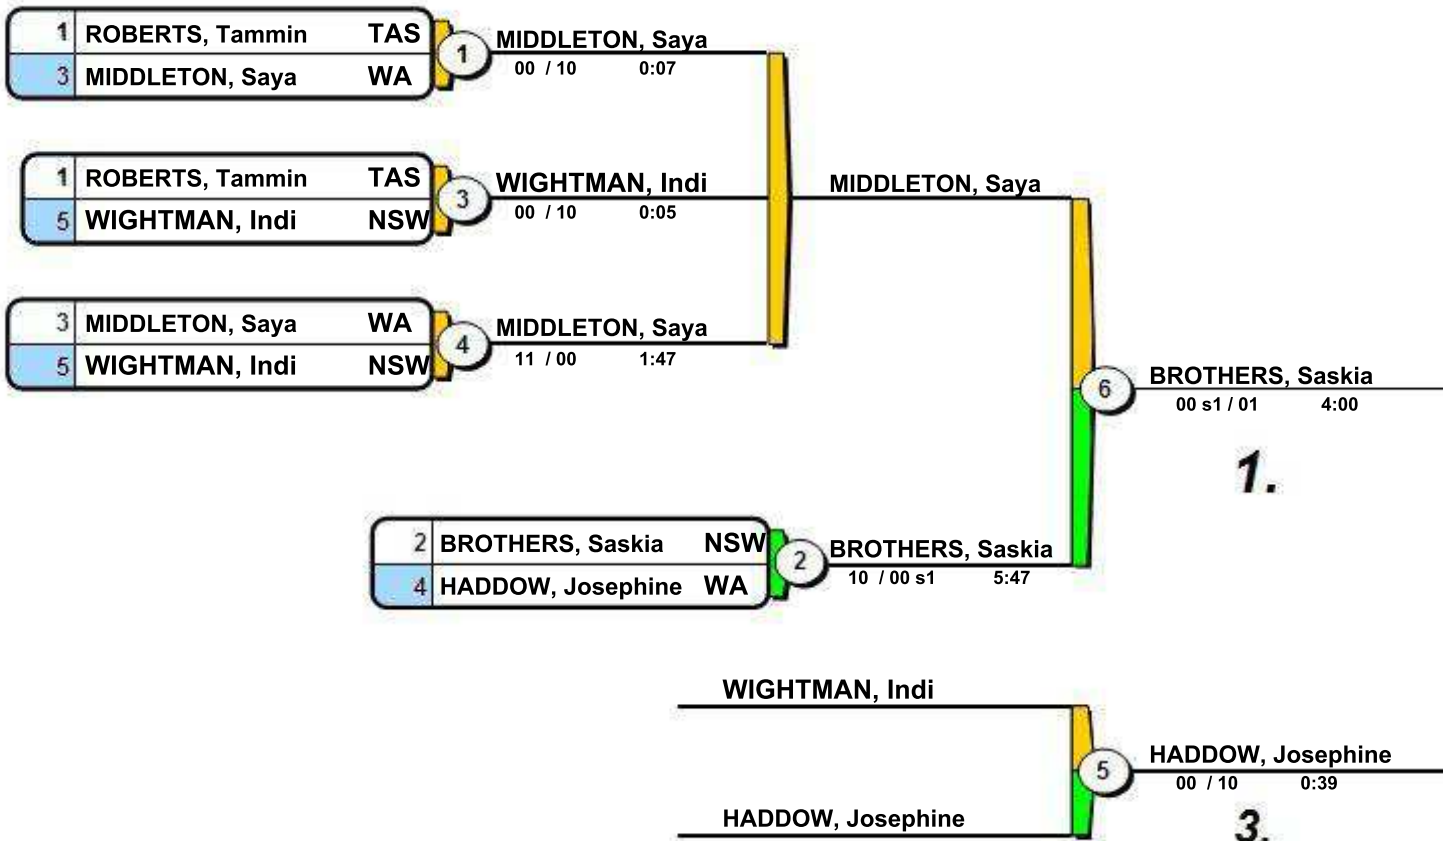 1 ROBERTS, Tammin TAS
3 MIDDLETON, Saya WA
1 MIDDLETON, Saya
00 / 10 0:07
1 ROBERTS, Tammin TAS
5 WIGHTMAN, Indi NSW
3 WIGHTMAN, Indi
00 / 10 0:05
MIDDLETON, Saya
3 MIDDLETON, Saya WA
5 WIGHTMAN, Indi NSW
4 MIDDLETON, Saya
11 / 00 1:47
6 BROTHERS, Saskia
00 s1 / 01 4:00
1.
2 BROTHERS, Saskia NSW
4 HADDOW, Josephine WA
2 BROTHERS, Saskia
10 / 00 s1 5:47
WIGHTMAN, Indi
5 HADDOW, Josephine
00 / 10 0:39
HADDOW, Josephine
3.